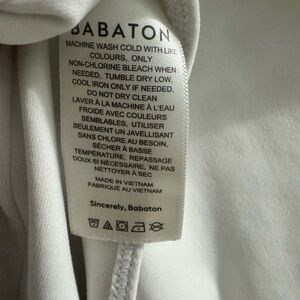 BABATON
MACHINE WASH COLD WITH LIKE
COLOURS, ONLY
NON-CHLORINE BLEACH WHEN
NEEDED, TUMBLE DRY LOW,
COOL IRON ONLY IF NEEDED.
DO NOT DRY CLEAN
LAVER À LA MACHINE À L'EAU
FROIDE AVEC COULEURS
SEMBLABLES, UTILISER
SEULEMENT UN JAVELLISANT
SANS CHLORE AU BESOIN,
SÉCHER À BASSE
TEMPÉRATURE, REPASSAGE
DOUX SI NÉCESSAIRE, NE PAS
NETTOYER À SEC
MADE IN VIETNAM
FABRIQUÉ AU VIETNAM
Sincerely, Babaton